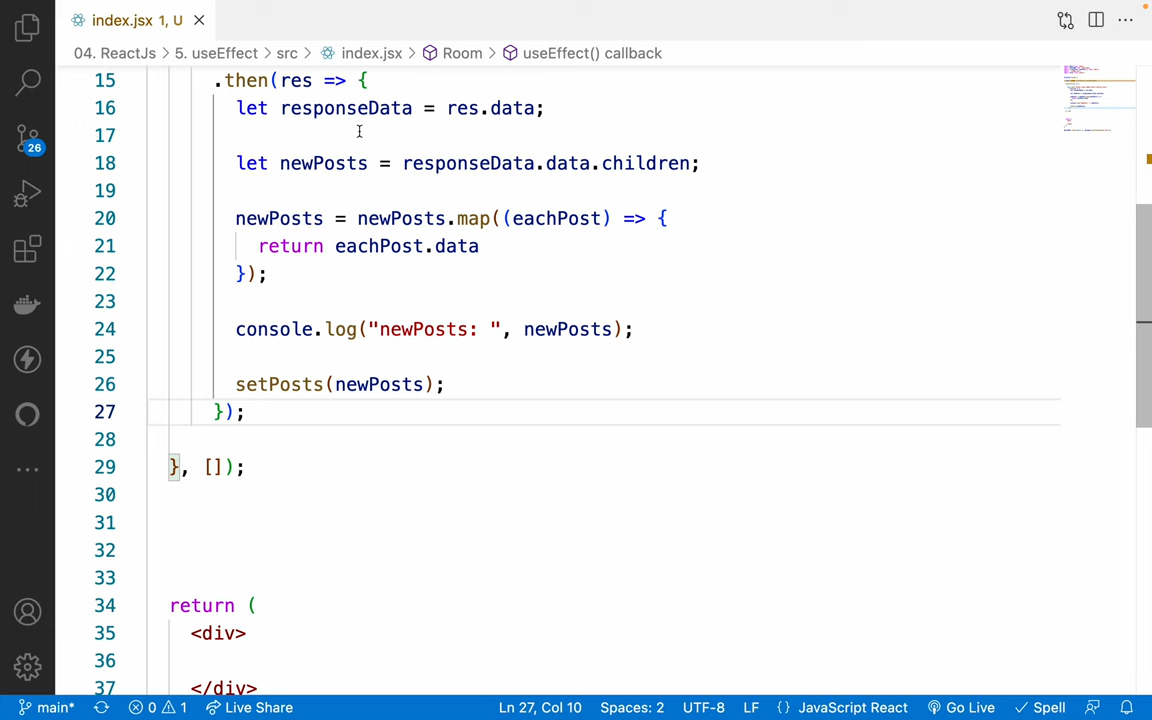 index.jsx 1, U
04. ReactJs > 5. useEffect > src > index.jsx > Room > useEffect() callback
15 .then(res => {
16 let responseData = res.data;
17
18 let newPosts = responseData.data.children;
19
20 newPosts = newPosts.map((eachPost) => {
21 return eachPost.data
22 });
23
24 console.log("newPosts: ", newPosts);
25
26 setPosts(newPosts);
27 });
28
29 }, []);
30
31
32
33
34 return (
35 <div>
36
37 </div>
26
main* 0 1 Live Share Ln 27, Col 10 Spaces: 2 UTF-8 LF {} JavaScript React Go Live Spell